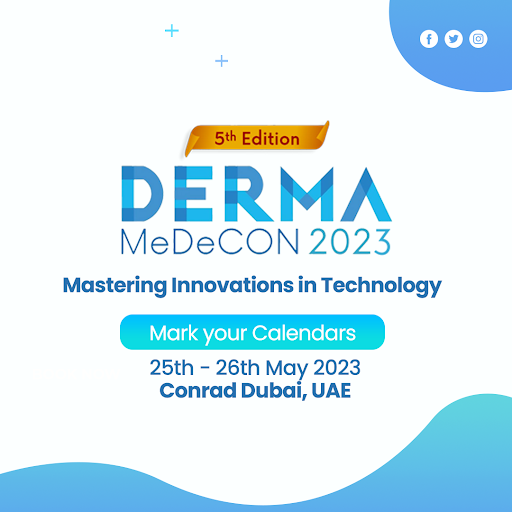 5th Edition
DERMA
MeDeCON 2023
Mastering Innovations in Technology
Mark your Calendars
25th - 26th May 2023
Conrad Dubai, UAE